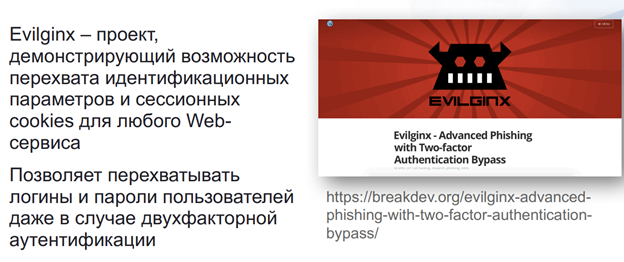 Evilginx – проект,
демонстрирующий возможность
перехвата идентификационных
параметров и сессионных
cookies для любого Web-
сервиса
Позволяет перехватывать
логины и пароли пользователей
даже в случае двухфакторной
аутентификации
EVILGINX
Evilginx - Advanced Phishing
with Two-factor
Authentication Bypass
https://breakdev.org/evilginx-advanced-
phishing-with-two-factor-authentication-
bypass/